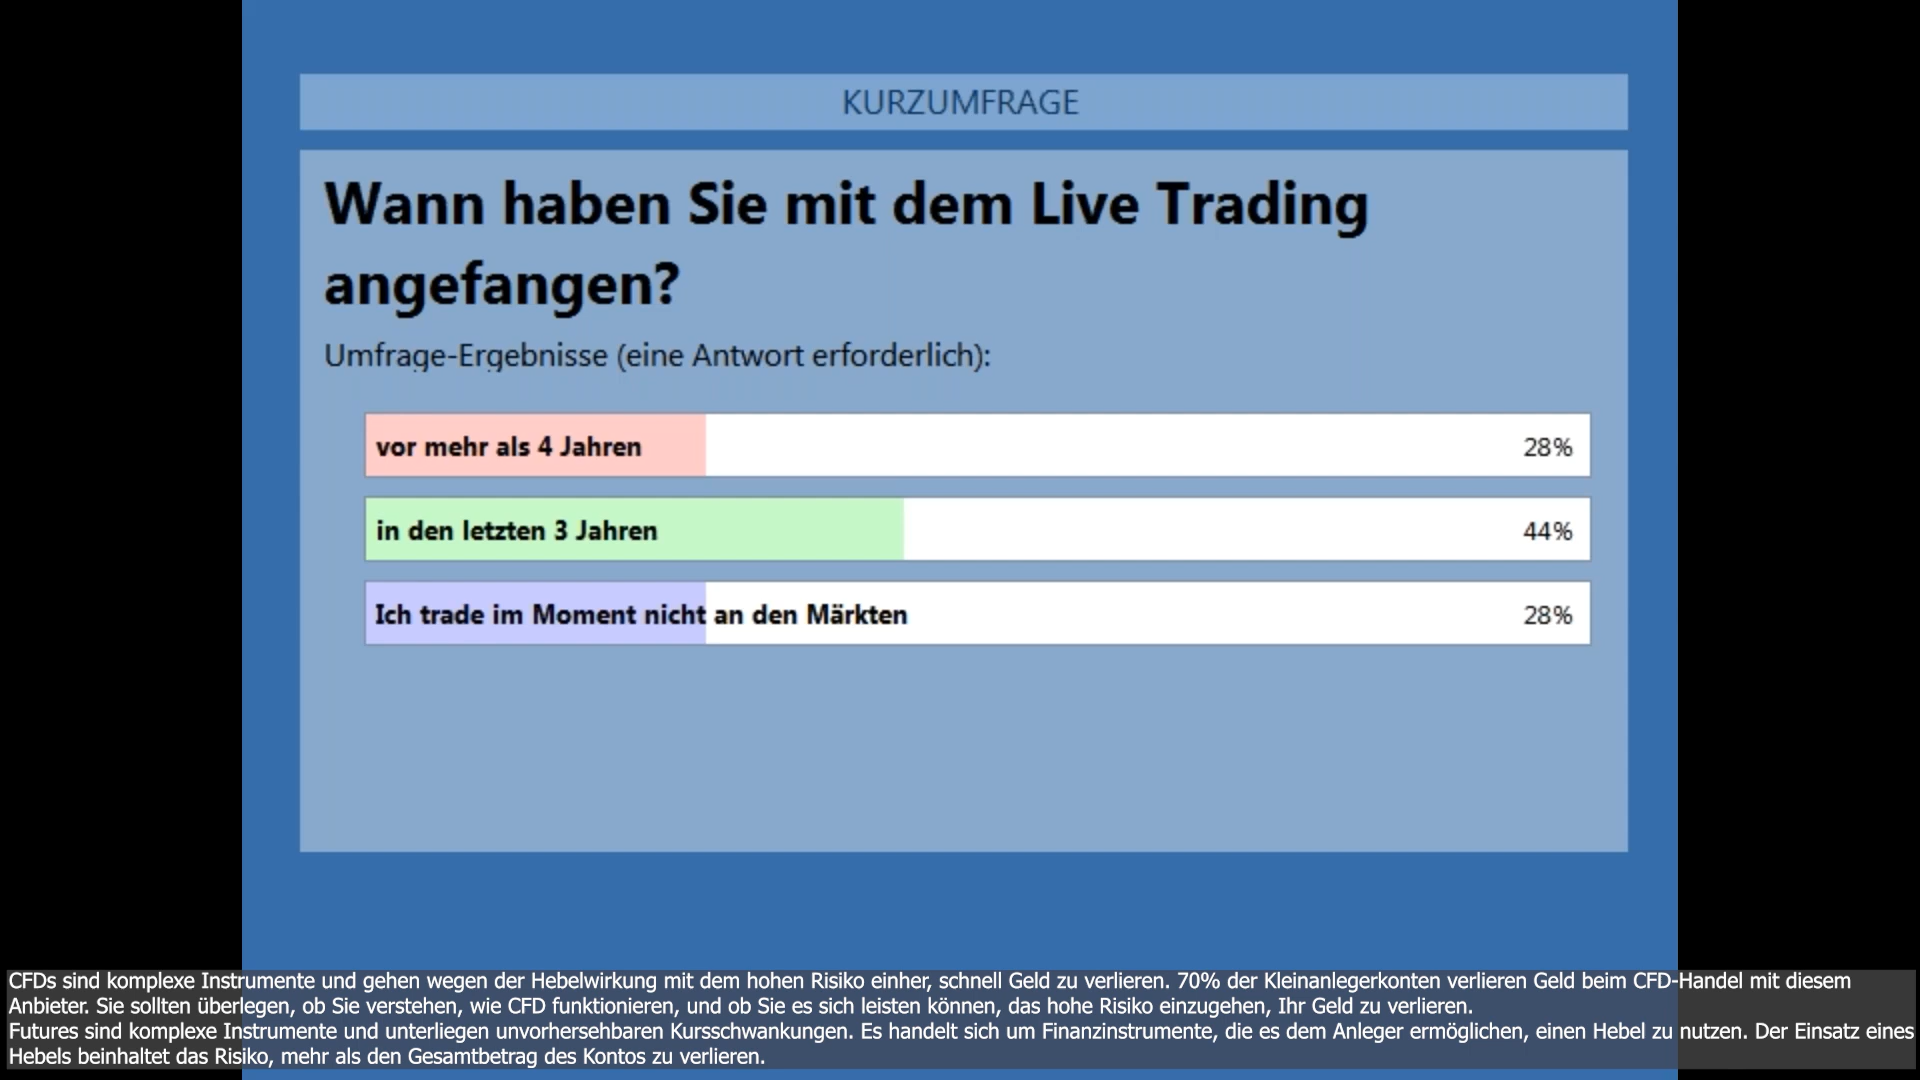 KURZUMFRAGE
Wann haben Sie mit dem Live Trading
angefangen?
Umfrage-Ergebnisse (eine Antwort erforderlich):
vor mehr als 4 Jahren 28%
in den letzten 3 Jahren 44%
Ich trade im Moment nicht an den Märkten 28%
CFDs sind komplexe Instrumente und gehen wegen der Hebelwirkung mit dem hohen Risiko einher, schnell Geld zu verlieren. 70% der Kleinanlegerkonten verlieren Geld beim CFD-Handel mit diesem
Anbieter. Sie sollten überlegen, ob Sie verstehen, wie CFD funktionieren, und ob Sie es sich leisten können, das hohe Risiko einzugehen, Ihr Geld zu verlieren.
Futures sind komplexe Instrumente und unterliegen unvorhersehbaren Kursschwankungen. Es handelt sich um Finanzinstrumente, die es dem Anleger ermöglichen, einen Hebel zu nutzen. Der Einsatz eines
Hebels beinhaltet das Risiko, mehr als den Gesamtbetrag des Kontos zu verlieren.